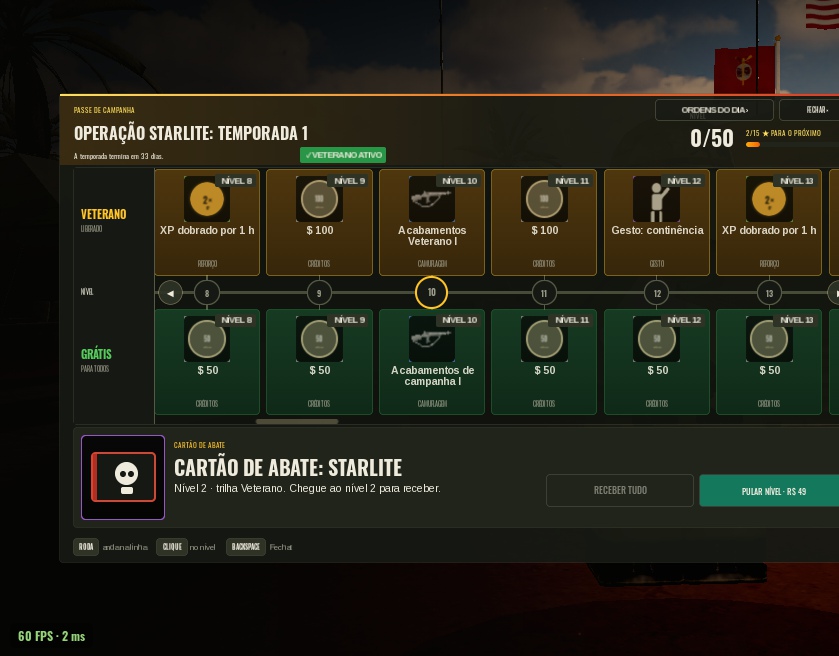 PASSE DE CAMPANHA
OPERAÇÃO STARLITE: TEMPORADA 1
A temporada termina em 33 dias.
✓VETERANO ATIVO
ORDENS DO DIA›
FECHAR›
0/50
2/15 ★ PARA O PRÓXIMO
VETERANO
LIBERADO
NÍVEL 8
XP dobrado por 1 h
REFORÇO
NÍVEL 9
$ 100
CRÉDITOS
NÍVEL 10
Acabamentos
Veterano I
CAMUFLAGEM
NÍVEL 11
$ 100
CRÉDITOS
NÍVEL 12
Gesto: continência
GESTO
NÍVEL 13
XP dobrado por 1 h
REFORÇO
NÍVEL
8
9
10
11
12
13
GRÁTIS
PARA TODOS
NÍVEL 8
$ 50
CRÉDITOS
NÍVEL 9
$ 50
CRÉDITOS
NÍVEL 10
Acabamentos de
campanha I
CAMUFLAGEM
NÍVEL 11
$ 50
CRÉDITOS
NÍVEL 12
$ 50
CRÉDITOS
NÍVEL 13
$ 50
CRÉDITOS
CARTÃO DE ABATE
CARTÃO DE ABATE: STARLITE
Nível 2 · trilha Veterano. Chegue ao nível 2 para receber.
RECEBER TUDO
PULAR NÍVEL · R$ 49
RODA anda na linha CLIQUE no nível BACKSPACE Fechar
60 FPS · 2 ms